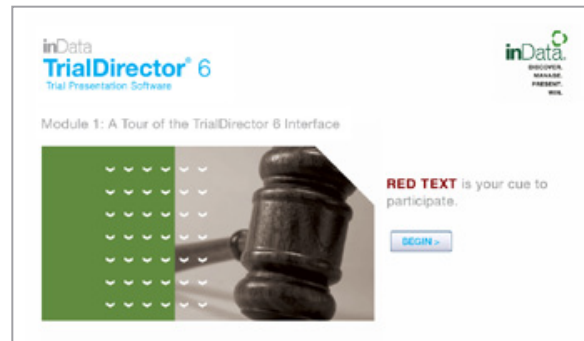 inData
TrialDirector® 6
Trial Presentation Software
inData.
DISCOVER.
MANAGE.
PRESENT.
WIN.
Module 1: A Tour of the TrialDirector 6 Interface
RED TEXT is your cue to
participate.
BEGIN >